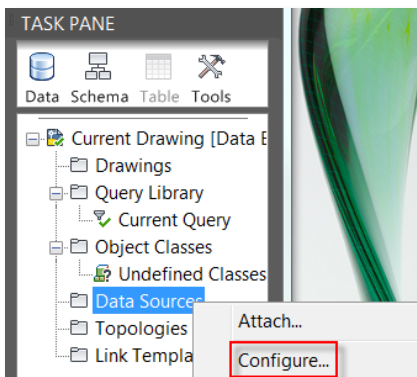 TASK PANE
Data Schema Table Tools
Current Drawing [Data E
Drawings
Query Library
Current Query
Object Classes
Undefined Classes
Data Sources
Attach...
Topologies
Configure...
Link Templa